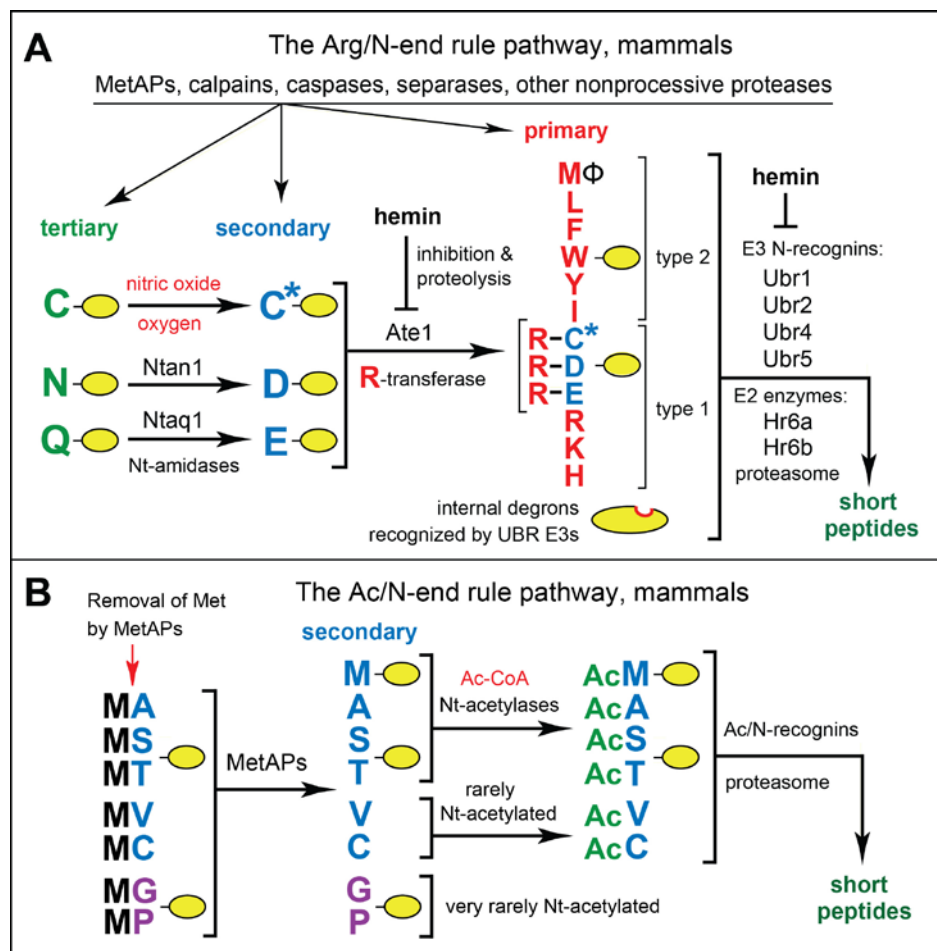 A
The Arg/N-end rule pathway, mammals
MetAPs, calpains, caspases, separases, other nonprocessive proteases
primary
tertiary
secondary
hemin
inhibition &
proteolysis
Ate1
R-transferase
C
nitric oxide
oxygen
C*
N
Ntan1
D
Q
Ntaq1
E
Nt-amidases
MΦ
L
F
W
Y
I
R-C*
R-D
R-E
R
K
H
type 2
type 1
internal degrons
recognized by UBR E3s
hemin
E3 N-recognins:
Ubr1
Ubr2
Ubr4
Ubr5
E2 enzymes:
Hr6a
Hr6b
proteasome
short
peptides
B
The Ac/N-end rule pathway, mammals
Removal of Met
by MetAPs
MA
MS
MT
MV
MC
MG
MP
MetAPs
secondary
M
A
S
T
V
C
G
P
Ac-CoA
Nt-acetylases
rarely
Nt-acetylated
very rarely Nt-acetylated
AcM
AcA
AcS
AcT
AcV
AcC
Ac/N-recognins
proteasome
short
peptides